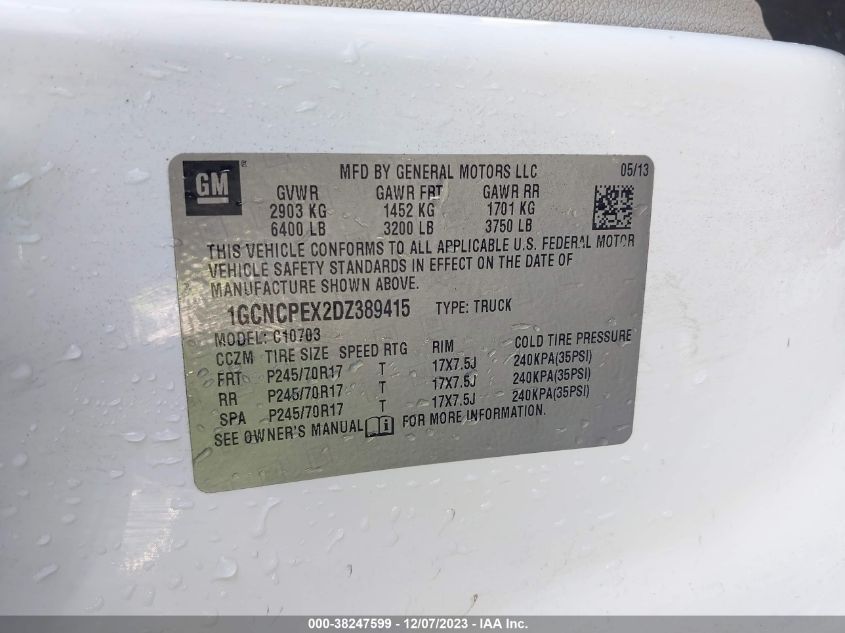 GM ®
MFD BY GENERAL MOTORS LLC 05/13
GVWR GAWR FRT GAWR RR
2903 KG 1452 KG 1701 KG
6400 LB 3200 LB 3750 LB
THIS VEHICLE CONFORMS TO ALL APPLICABLE U.S. FEDERAL MOTOR
VEHICLE SAFETY STANDARDS IN EFFECT ON THE DATE OF
MANUFACTURE SHOWN ABOVE.
1GCNCPEX2DZ389415 TYPE: TRUCK
MODEL: C10703
CCZM TIRE SIZE SPEED RTG RIM COLD TIRE PRESSURE
FRT P245/70R17 T 17X7.5J 240KPA(35PSI)
RR P245/70R17 T 17X7.5J 240KPA(35PSI)
SPA P245/70R17 T 17X7.5J 240KPA(35PSI)
SEE OWNER'S MANUAL FOR MORE INFORMATION.
000-38247599 - 12/07/2023 - IAA Inc.